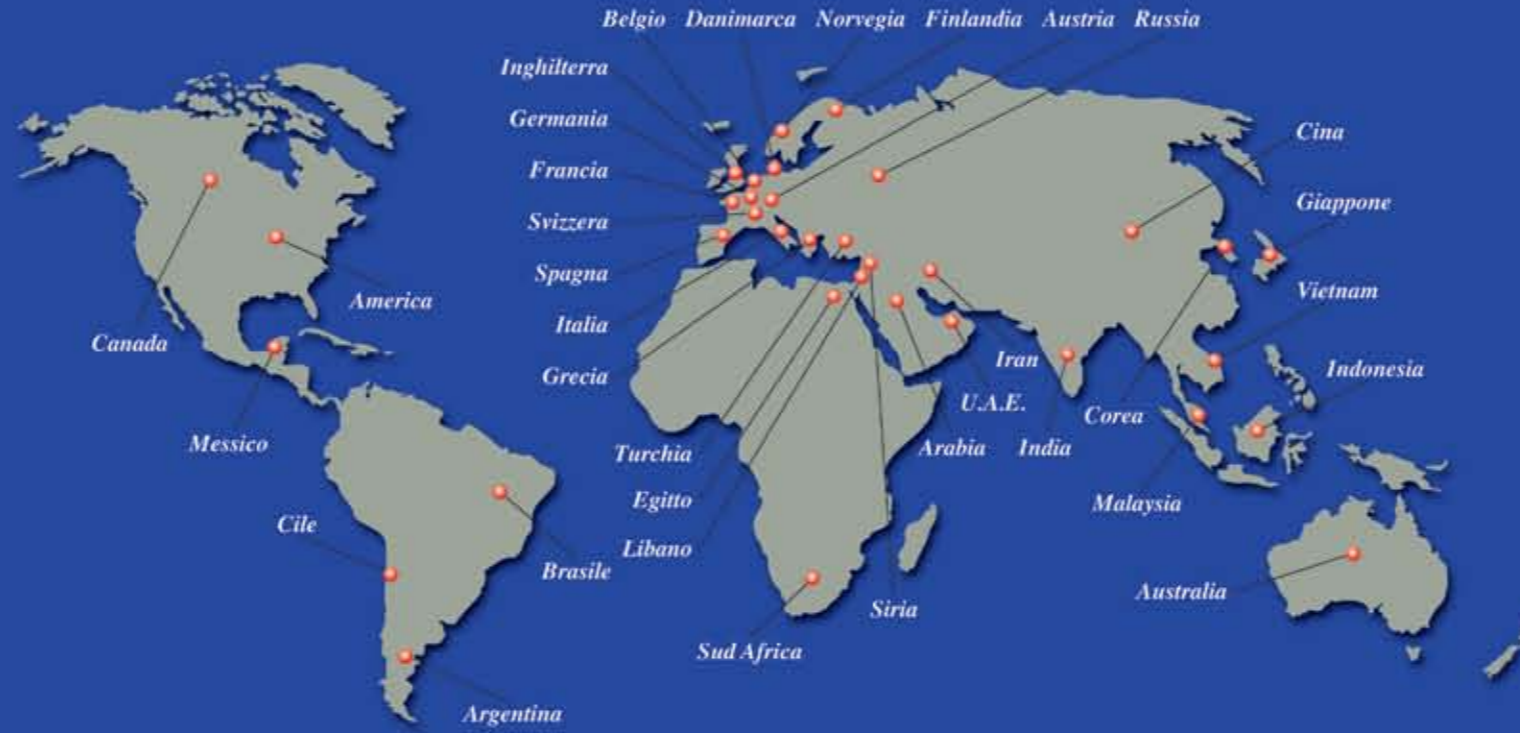 Belgio Danimarca Norvegia Finlandia Austria Russia
Inghilterra
Germania
Cina
Francia
Giappone
Svizzera
Spagna
Vietnam
America
Italia
Canada
Iran
Indonesia
Grecia
U.A.E.
Corea
Messico
Turchia
Arabia
India
Egitto
Malaysia
Cile
Libano
Brasile
Australia
Siria
Sud Africa
Argentina